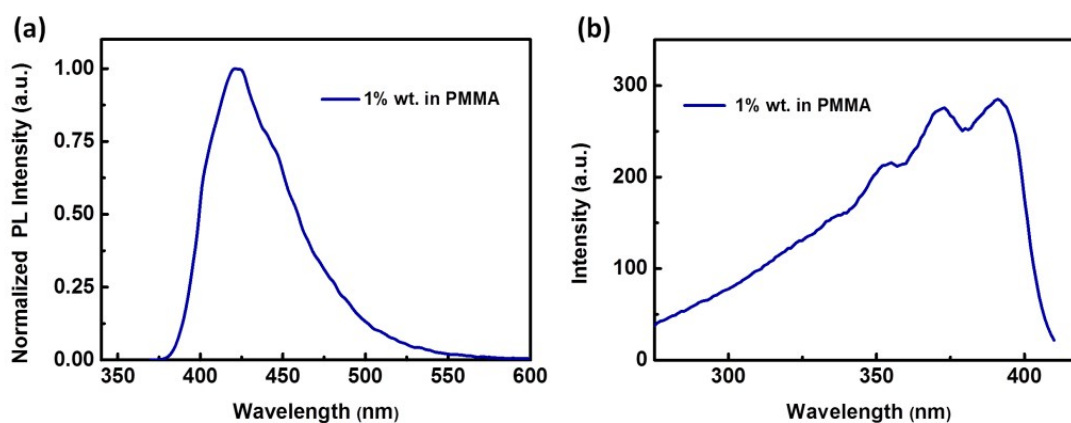 (a)
Normalized PL Intensity (a.u.)
1.00
0.75
0.50
0.25
0.00
1% wt. in PMMA
350 400 450 500 550 600
Wavelength (nm)
(b)
Intensity (a.u.)
300
200
100
0
1% wt. in PMMA
300 350 400
Wavelength (nm)